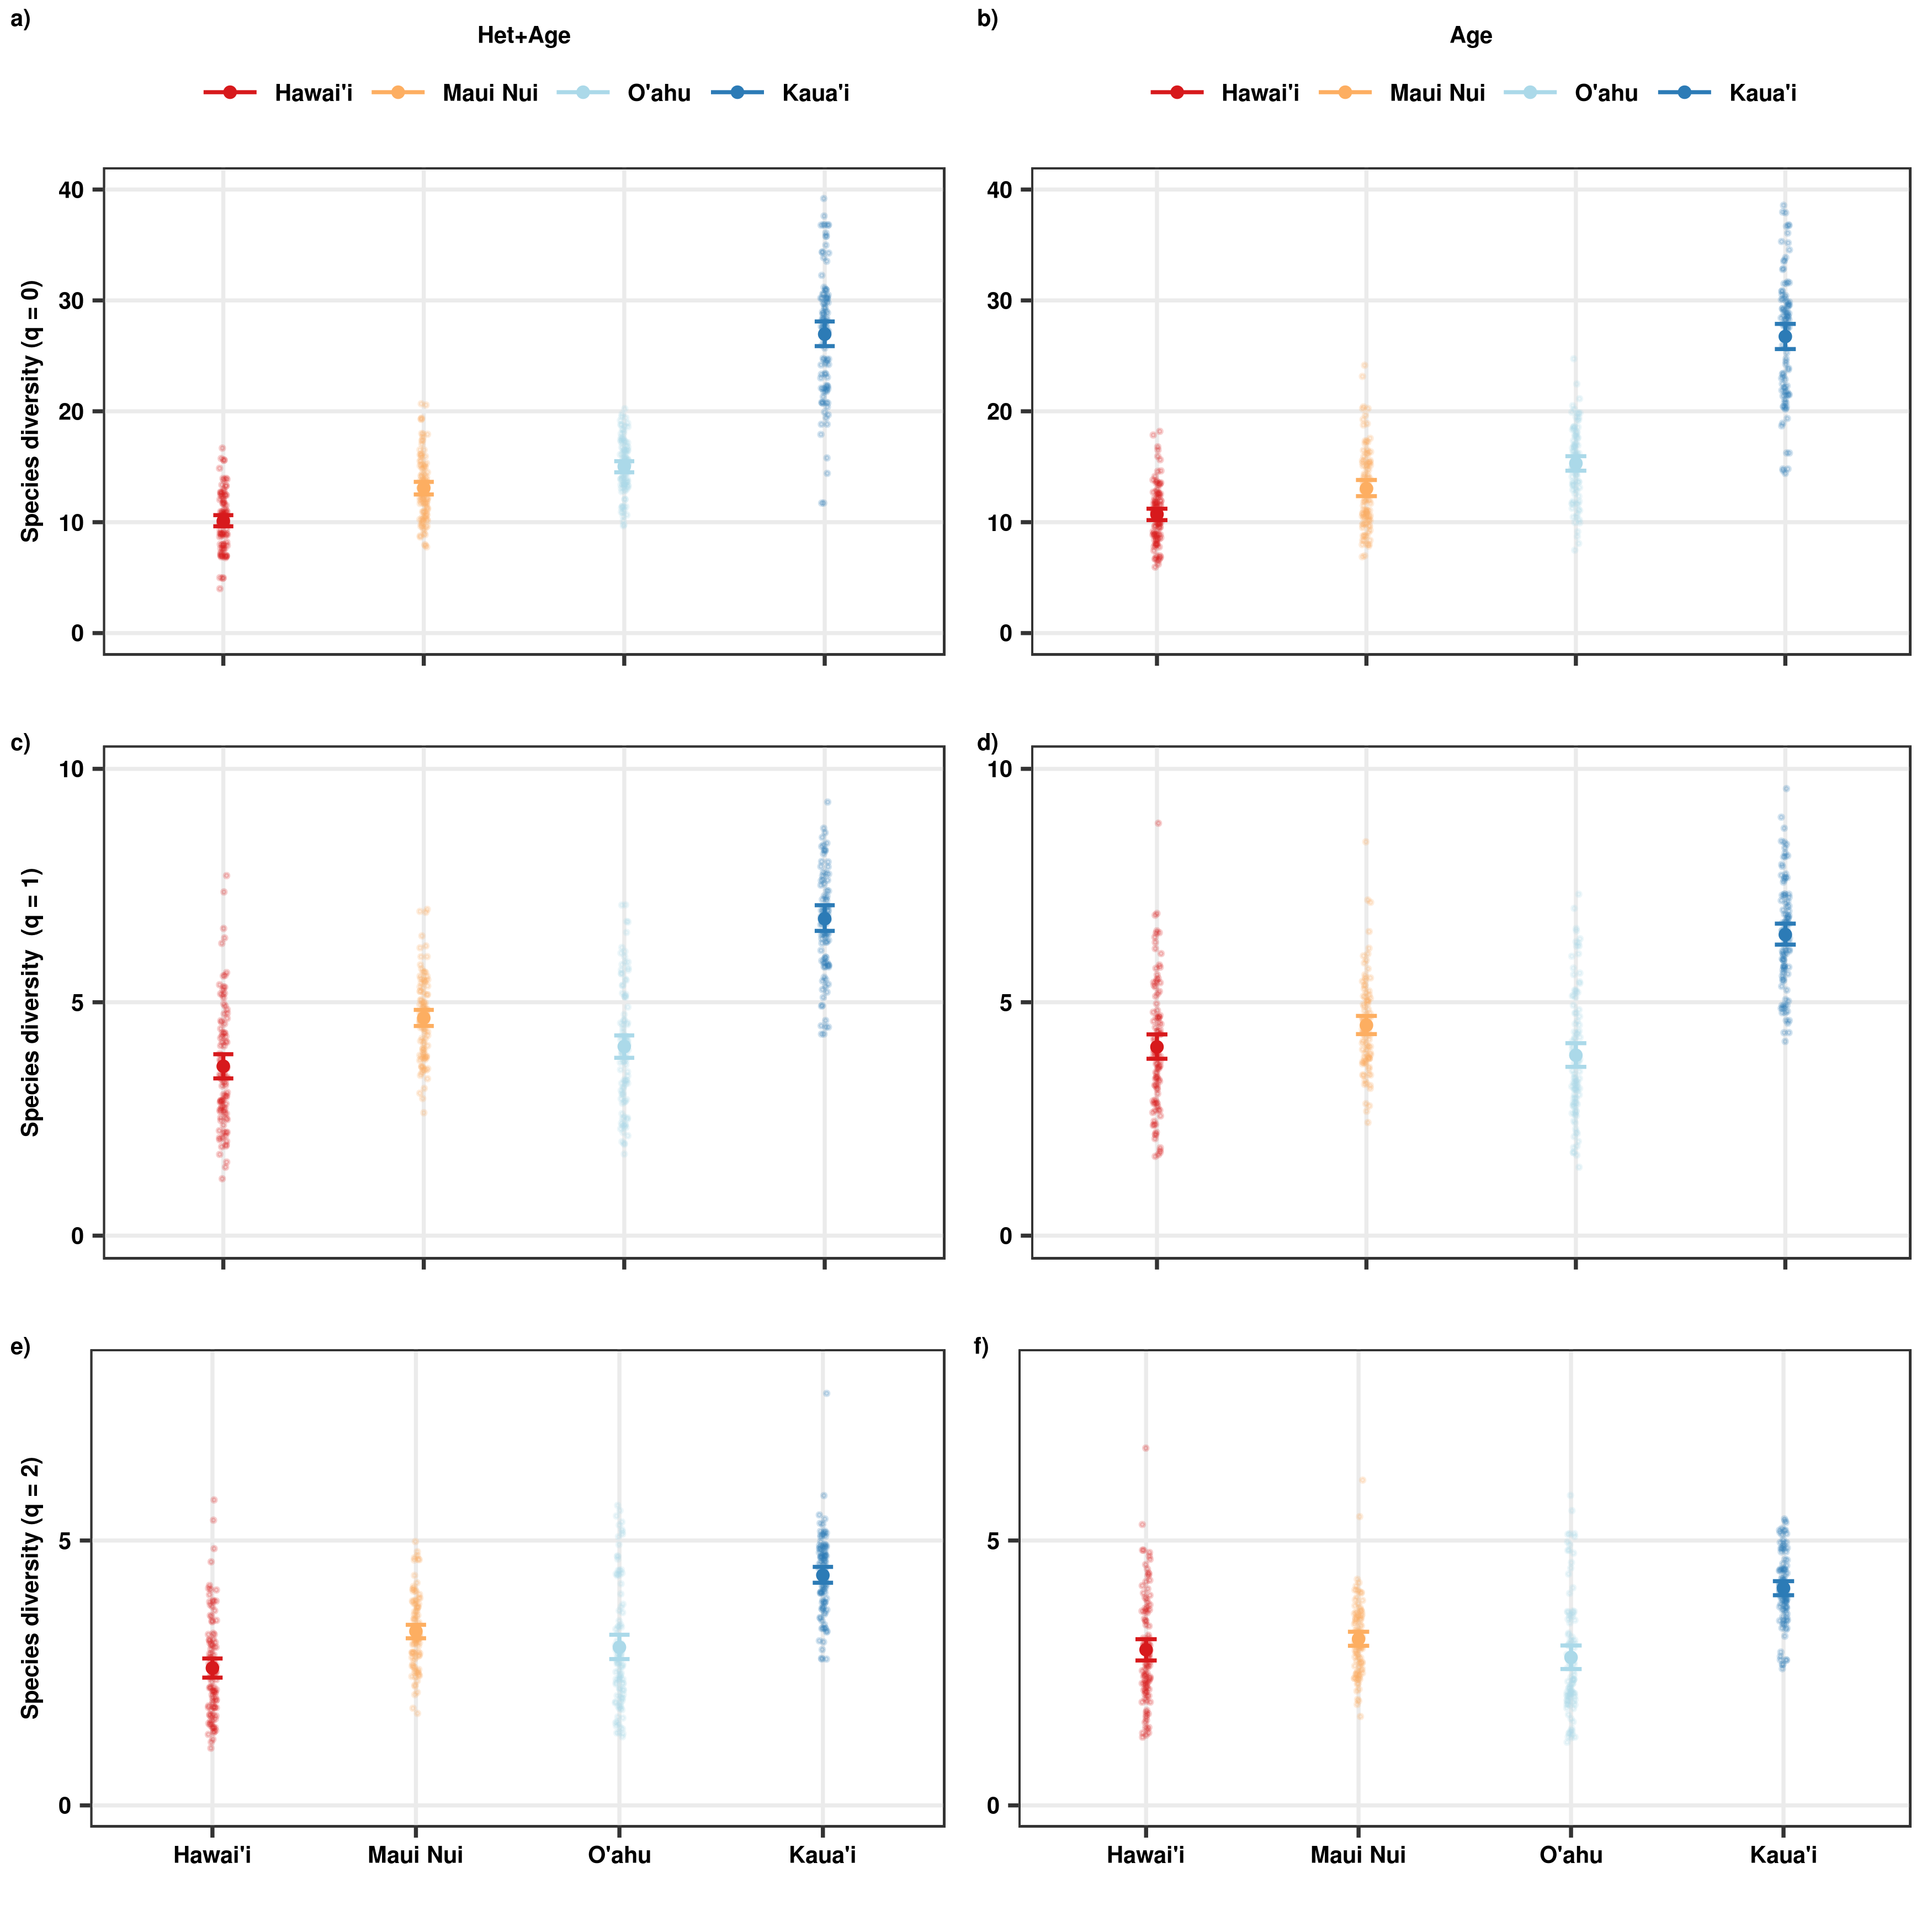 a)
Het+Age
Hawai'i Maui Nui O'ahu Kaua'i
Species diversity (q = 0)
40
30
20
10
0
b)
Age
Hawai'i Maui Nui O'ahu Kaua'i
40
30
20
10
0
c)
Species diversity (q = 1)
10
5
0
d)
10
5
0
e)
Species diversity (q = 2)
5
0
Hawai'i Maui Nui O'ahu Kaua'i
f)
5
0
Hawai'i Maui Nui O'ahu Kaua'i